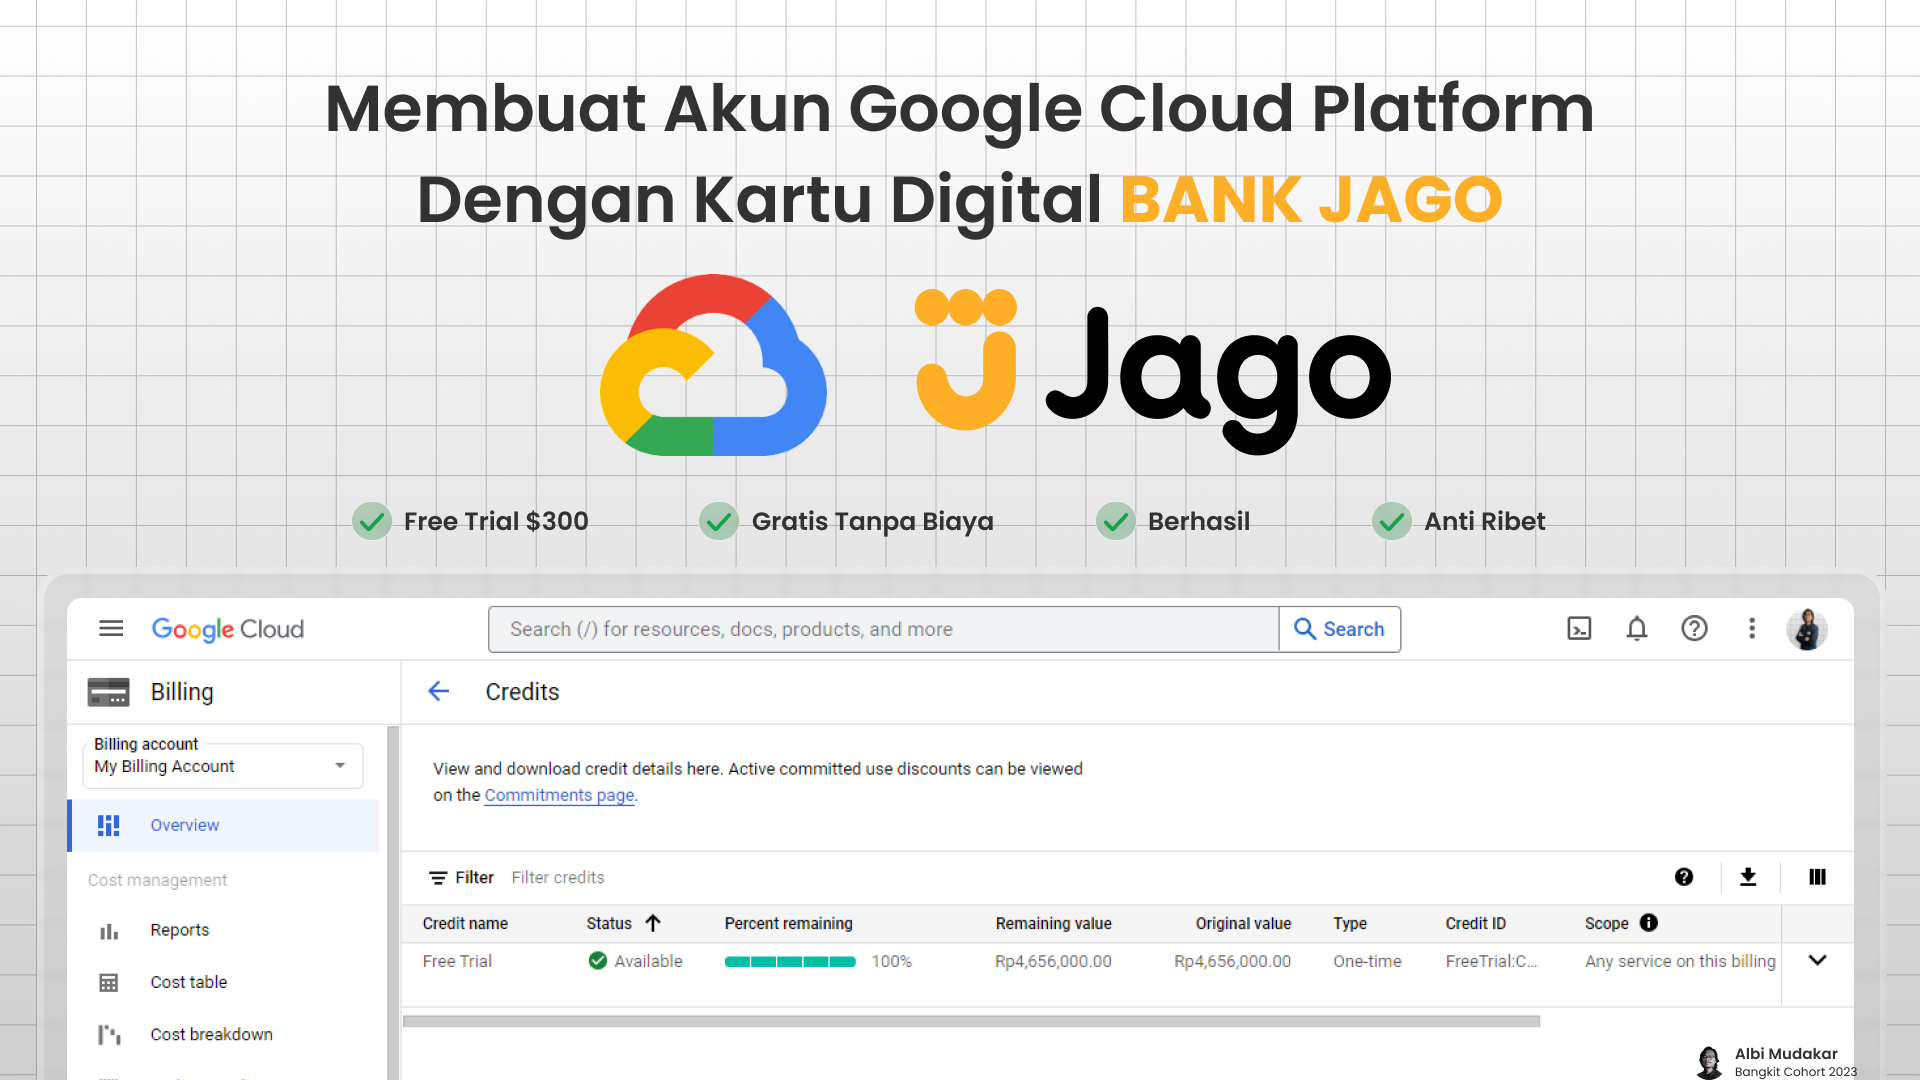 Membuat Akun Google Cloud Platform
Dengan Kartu Digital BANK JAGO
Jago
Free Trial $300
Gratis Tanpa Biaya
Berhasil
Anti Ribet
Google Cloud
Search (/) for resources, docs, products, and more
Search
Billing
Credits
Billing account
My Billing Account
Overview
Cost management
Reports
Cost table
Cost breakdown
View and download credit details here. Active committed use discounts can be viewed
on the Commitments page.
Filter Filter credits
Credit name Status Percent remaining Remaining value Original value Type Credit ID Scope
Free Trial Available 100% Rp4,656,000.00 Rp4,656,000.00 One-time FreeTrial:C... Any service on this billing
Albi Mudakar
Bangkit Cohort 2023